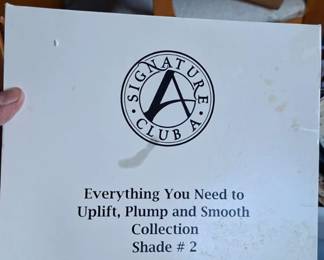 SIGNATURE
CLUB A
A
Everything You Need to
Uplift, Plump and Smooth
Collection
Shade # 2